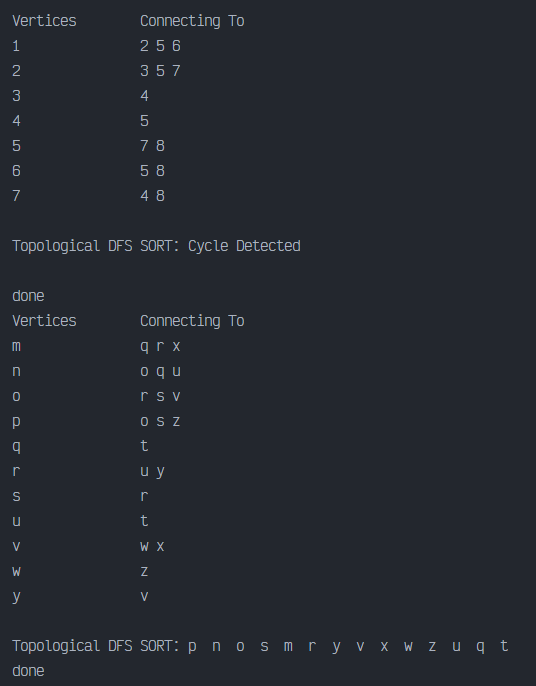 Vertices Connecting To
1 2 5 6
2 3 5 7
3 4
4 5
5 7 8
6 5 8
7 4 8
Topological DFS SORT: Cycle Detected
done
Vertices Connecting To
m q r x
n o q u
o r s v
p o s z
q t
r u y
s r
u t
v w x
w z
y v
Topological DFS SORT: p n o s m r y v x w z u q t
done